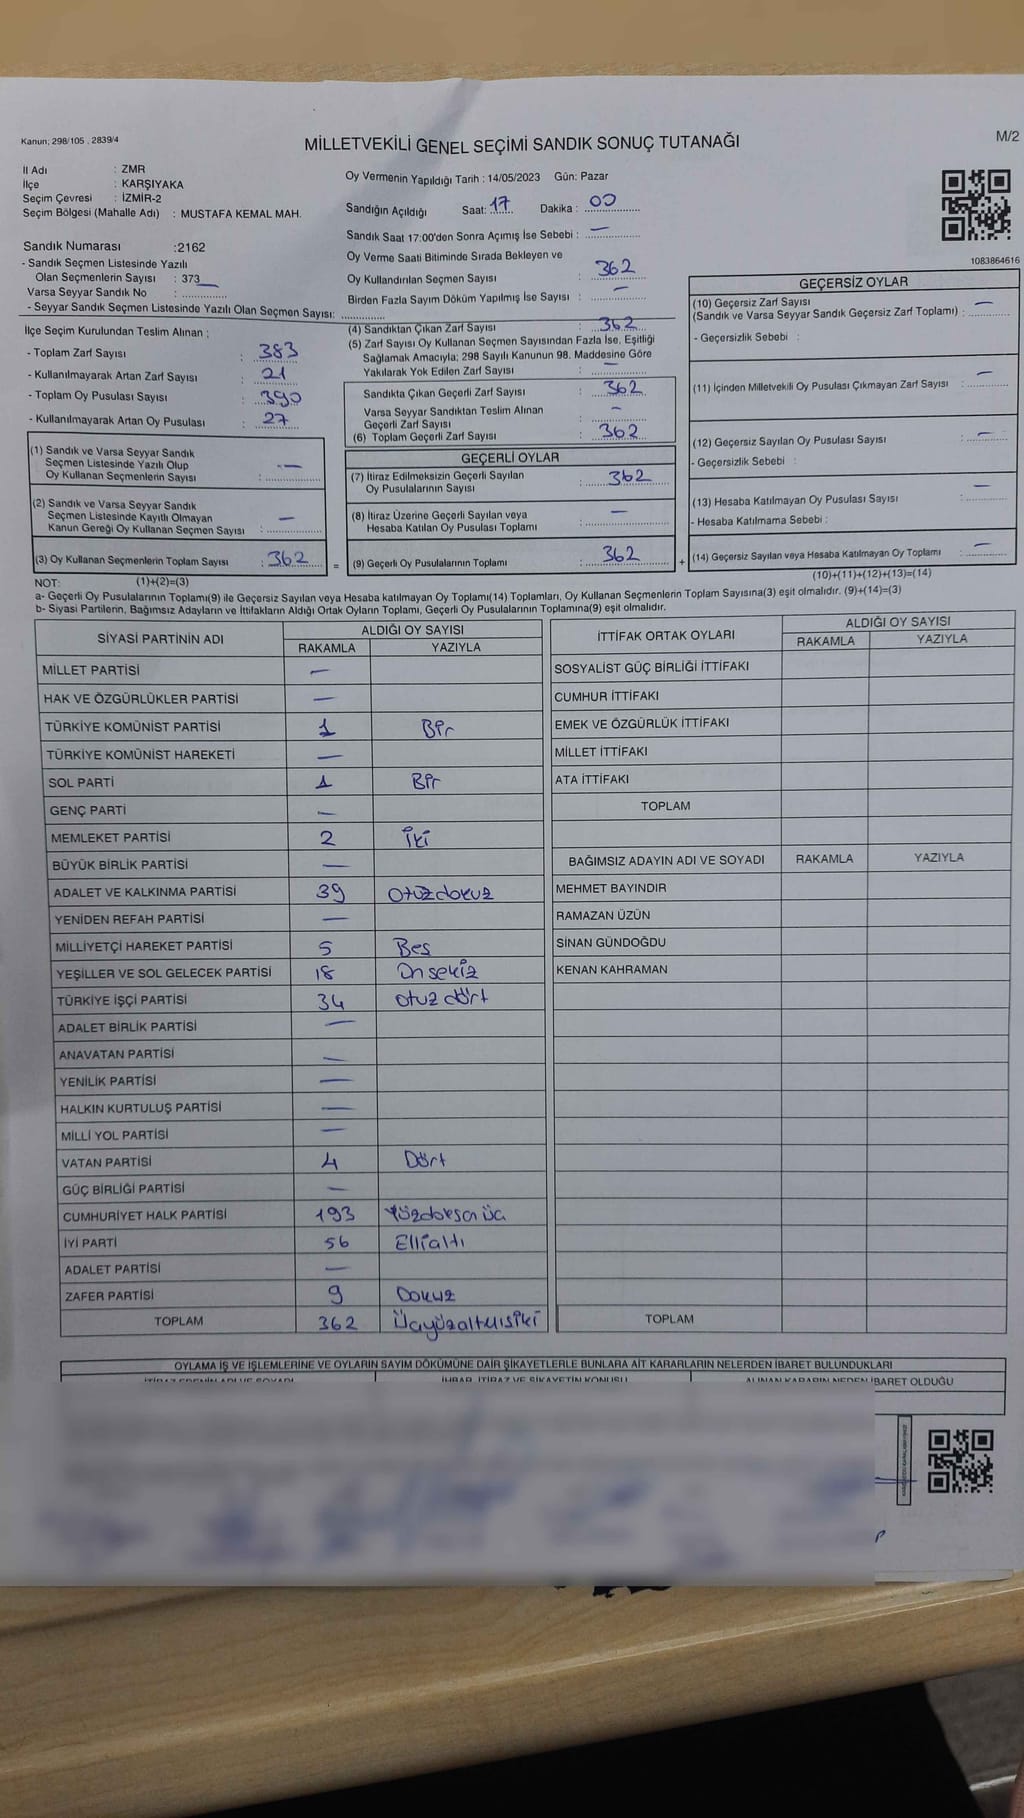 Kanun; 298/105 , 2839/4
MİLLETVEKİLİ GENEL SEÇİMİ SANDIK SONUÇ TUTANAĞI
M/2
İl Adı : ZMR
İlçe : KARŞIYAKA
Seçim Çevresi : İZMİR-2
Seçim Bölgesi (Mahalle Adı) : MUSTAFA KEMAL MAH.
Sandık Numarası :2162
- Sandık Seçmen Listesinde Yazılı
Olan Seçmenlerin Sayısı : 373
Varsa Seyyar Sandık No :
- Seyyar Sandık Seçmen Listesinde Yazılı Olan Seçmen Sayısı:
Oy Vermenin Yapıldığı Tarih : 14/05/2023 Gün: Pazar
Sandığın Açıldığı Saat: 17 Dakika : 00
Sandık Saat 17:00'den Sonra Açımış İse Sebebi : —
Oy Verme Saati Bitiminde Sırada Bekleyen ve
Oy Kullandırılan Seçmen Sayısı : 362
Birden Fazla Sayım Döküm Yapılmış İse Sayısı : —
1083864616
İlçe Seçim Kurulundan Teslim Alınan ;
- Toplam Zarf Sayısı : 383
- Kullanılmayarak Artan Zarf Sayısı : 21
- Toplam Oy Pusulası Sayısı : 390
- Kullanılmayarak Artan Oy Pusulası : 27
(1) Sandık ve Varsa Seyyar Sandık
Seçmen Listesinde Yazılı Olup
Oy Kullanan Seçmenlerin Sayısı : —
(2) Sandık ve Varsa Seyyar Sandık
Seçmen Listesinde Kayıtlı Olmayan
Kanun Gereği Oy Kullanan Seçmen Sayısı : —
(3) Oy Kullanan Seçmenlerin Toplam Sayısı : 362 =
(4) Sandıktan Çıkan Zarf Sayısı : 362
(5) Zarf Sayısı Oy Kullanan Seçmen Sayısından Fazla İse, Eşitliği
Sağlamak Amacıyla; 298 Sayılı Kanunun 98. Maddesine Göre
Yakılarak Yok Edilen Zarf Sayısı : —
Sandıkta Çıkan Geçerli Zarf Sayısı : 362
Varsa Seyyar Sandıktan Teslim Alınan
Geçerli Zarf Sayısı : —
(6) Toplam Geçerli Zarf Sayısı : 362
GEÇERLİ OYLAR
(7) İtiraz Edilmeksizin Geçerli Sayılan
Oy Pusulalarının Sayısı : 362
(8) İtiraz Üzerine Geçerli Sayılan veya
Hesaba Katılan Oy Pusulası Toplamı : —
(9) Geçerli Oy Pusulalarının Toplamı : 362 +
GEÇERSİZ OYLAR
(10) Geçersiz Zarf Sayısı
(Sandık ve Varsa Seyyar Sandık Geçersiz Zarf Toplamı) : —
- Geçersizlik Sebebi :
(11) İçinden Milletvekili Oy Pusulası Çıkmayan Zarf Sayısı : —
(12) Geçersiz Sayılan Oy Pusulası Sayısı : —
- Geçersizlik Sebebi :
(13) Hesaba Katılmayan Oy Pusulası Sayısı : —
- Hesaba Katılmama Sebebi :
(14) Geçersiz Sayılan veya Hesaba Katılmayan Oy Toplamı : —
NOT: (1)+(2)=(3)
(10)+(11)+(12)+(13)=(14)
a- Geçerli Oy Pusulalarının Toplamı(9) ile Geçersiz Sayılan veya Hesaba katılmayan Oy Toplamı(14) Toplamları, Oy Kullanan Seçmenlerin Toplam Sayısına(3) eşit olmalıdır. (9)+(14)=(3)
b- Siyasi Partilerin, Bağımsız Adayların ve İttifakların Aldığı Ortak Oyların Toplamı, Geçerli Oy Pusulalarının Toplamına(9) eşit olmalıdır.
SİYASİ PARTİNİN ADI ALDIĞI OY SAYISI
RAKAMLA YAZIYLA
MİLLET PARTİSİ —
HAK VE ÖZGÜRLÜKLER PARTİSİ —
TÜRKİYE KOMÜNİST PARTİSİ 1 Bir
TÜRKİYE KOMÜNİST HAREKETİ —
SOL PARTİ 1 Bir
GENÇ PARTİ —
MEMLEKET PARTİSİ 2 İki
BÜYÜK BİRLİK PARTİSİ —
ADALET VE KALKINMA PARTİSİ 39 Otuzdokuz
YENİDEN REFAH PARTİSİ —
MİLLİYETÇİ HAREKET PARTİSİ 5 Beş
YEŞİLLER VE SOL GELECEK PARTİSİ 18 Onsekiz
TÜRKİYE İŞÇİ PARTİSİ 34 otuz dört
ADALET BİRLİK PARTİSİ —
ANAVATAN PARTİSİ —
YENİLİK PARTİSİ —
HALKIN KURTULUŞ PARTİSİ —
MİLLİ YOL PARTİSİ —
VATAN PARTİSİ 4 Dört
GÜÇ BİRLİĞİ PARTİSİ —
CUMHURİYET HALK PARTİSİ 193 Yüzdoksan üç
İYİ PARTİ 56 Ellialtı
ADALET PARTİSİ —
ZAFER PARTİSİ 9 Dokuz
TOPLAM 362 Üçyüzaltmışiki
İTTİFAK ORTAK OYLARI ALDIĞI OY SAYISI
RAKAMLA YAZIYLA
SOSYALİST GÜÇ BİRLİĞİ İTTİFAKI
CUMHUR İTTİFAKI
EMEK VE ÖZGÜRLÜK İTTİFAKI
MİLLET İTTİFAKI
ATA İTTİFAKI
TOPLAM
BAĞIMSIZ ADAYIN ADI VE SOYADI RAKAMLA YAZIYLA
MEHMET BAYINDIR
RAMAZAN ÜZÜN
SİNAN GÜNDOĞDU
KENAN KAHRAMAN
TOPLAM
OYLAMA İŞ VE İŞLEMLERİNE VE OYLARIN SAYIM DÖKÜMÜNE DAİR ŞİKAYETLERLE BUNLARA AİT KARARLARIN NELERDEN İBARET BULUNDUKLARI
İTİRAZ EDENİN ADI VE SOYADI İHBAR, İTİRAZ VE ŞİKAYETİN KONUSU ALINAN KARARIN NEDEN İBARET OLDUĞU